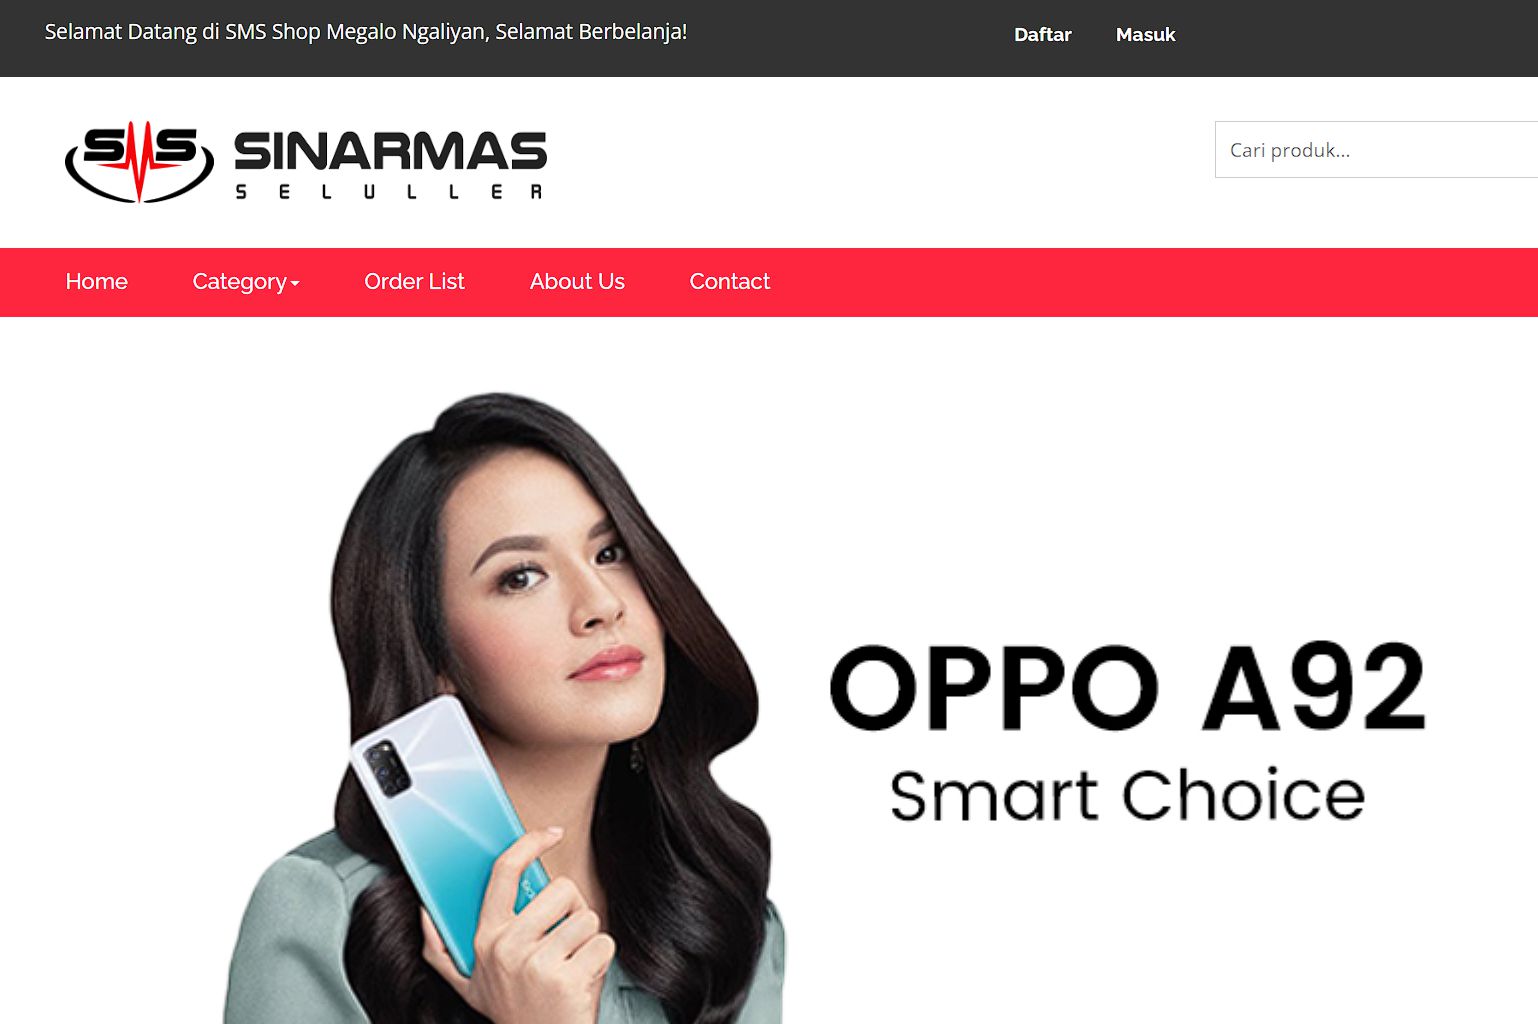 Selamat Datang di SMS Shop Megalo Ngaliyan, Selamat Berbelanja!
Daftar
Masuk
SMS
SINARMAS
SELULLER
Cari produk...
Home
Category
Order List
About Us
Contact
OPPO A92
Smart Choice